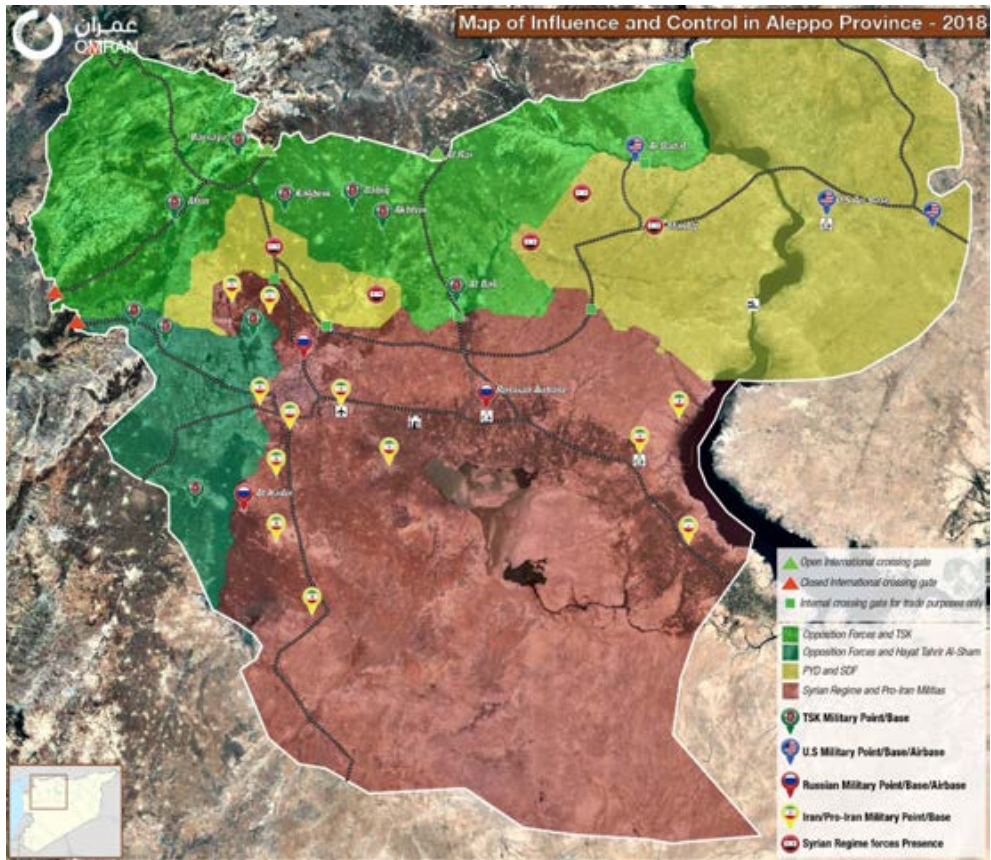 عمران
OMRAN
Map of Influence and Control in Aleppo Province - 2018
Al Rai
Afrin
Dabiq
Akhtrin
Al Bab
Manbij
Russian Airbase
Open International crossing gate
Closed International crossing gate
Internal crossing gate for trade purposes only
Opposition Forces and TSK
Opposition Forces and Hayat Tahrir Al-Sham
PYD and SDF
Syrian Regime and Pro-Iran Militias
TSK Military Point/Base
U.S Military Point/Base/Airbase
Russian Military Point/Base/Airbase
Iran/Pro-Iran Military Point/Base
Syrian Regime forces Presence